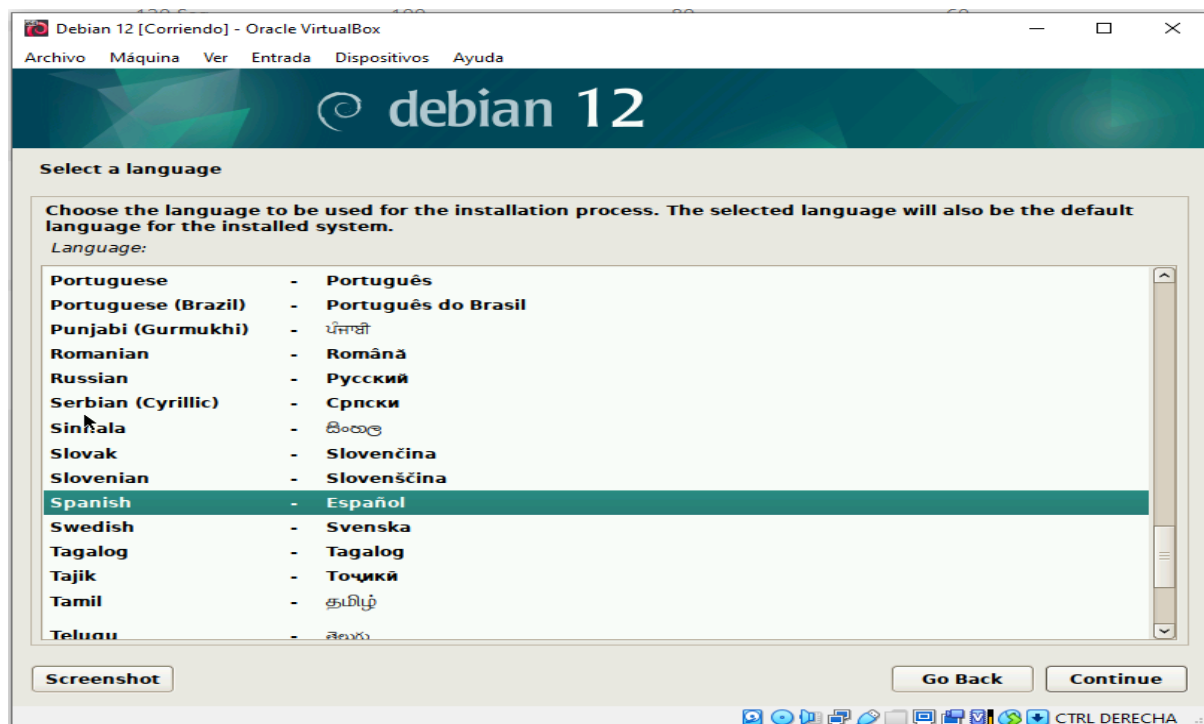 Debian 12 [Corriendo] - Oracle VirtualBox
Archivo Máquina Ver Entrada Dispositivos Ayuda
debian 12
Select a language
Choose the language to be used for the installation process. The selected language will also be the default
language for the installed system.
Language:
Portuguese - Português
Portuguese (Brazil) - Português do Brasil
Punjabi (Gurmukhi) - ਪੰਜਾਬੀ
Romanian - Română
Russian - Русский
Serbian (Cyrillic) - Српски
Sinhala - සිංහල
Slovak - Slovenčina
Slovenian - Slovenščina
Spanish - Español
Swedish - Svenska
Tagalog - Tagalog
Tajik - Тоҷикӣ
Tamil - தமிழ்
Telugu - తెలుగు
Screenshot Go Back Continue
CTRL DERECHA